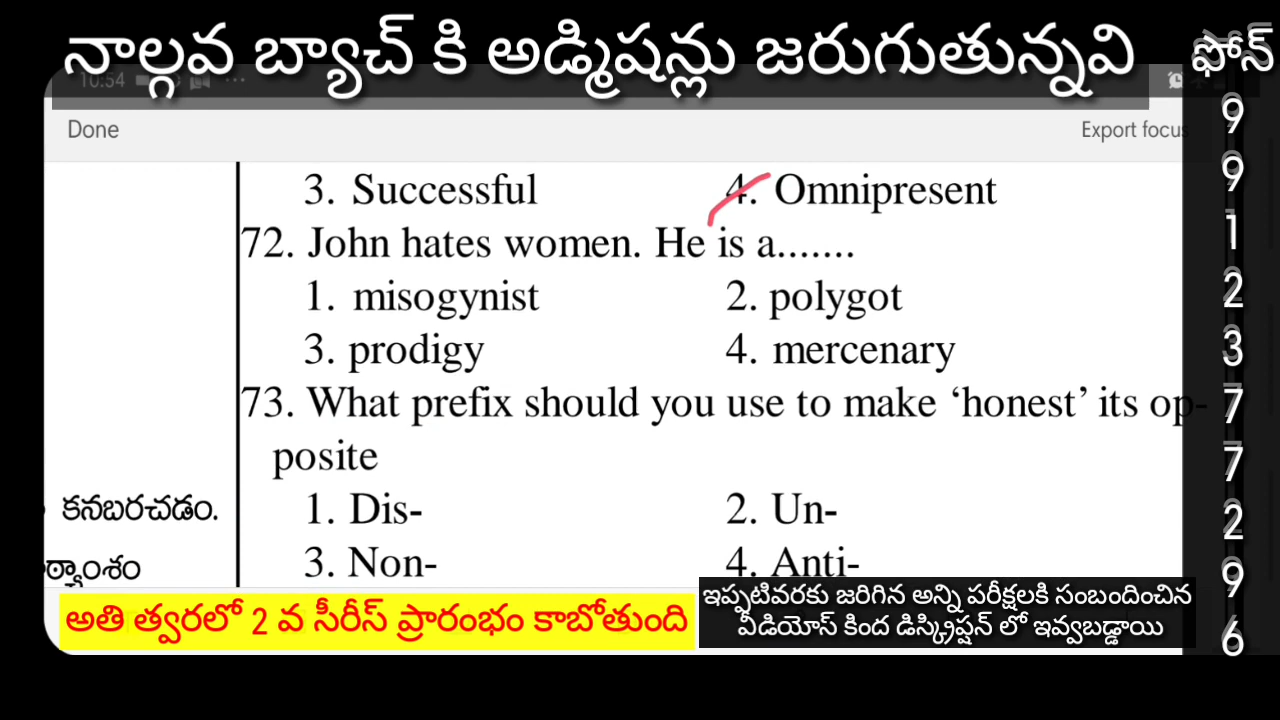 నాల్గవ బ్యాచ్ కి అడ్మిషన్లు జరుగుతున్నవి
ఫోన్
9
9
1
2
3
7
7
2
9
6
10:54
Done
Export focus
3. Successful
4. Omnipresent
72. John hates women. He is a.......
1. misogynist
2. polygot
3. prodigy
4. mercenary
73. What prefix should you use to make ‘honest’ its op-
posite
1. Dis-
2. Un-
3. Non-
4. Anti-
కనబరచడం.
అతి త్వరలో 2 వ సీరీస్ ప్రారంభం కాబోతుంది
ఇప్పటివరకు జరిగిన అన్ని పరీక్షలకి సంబందించిన
వీడియోస్ కింద డిస్క్రిప్షన్ లో ఇవ్వబడ్డాయి